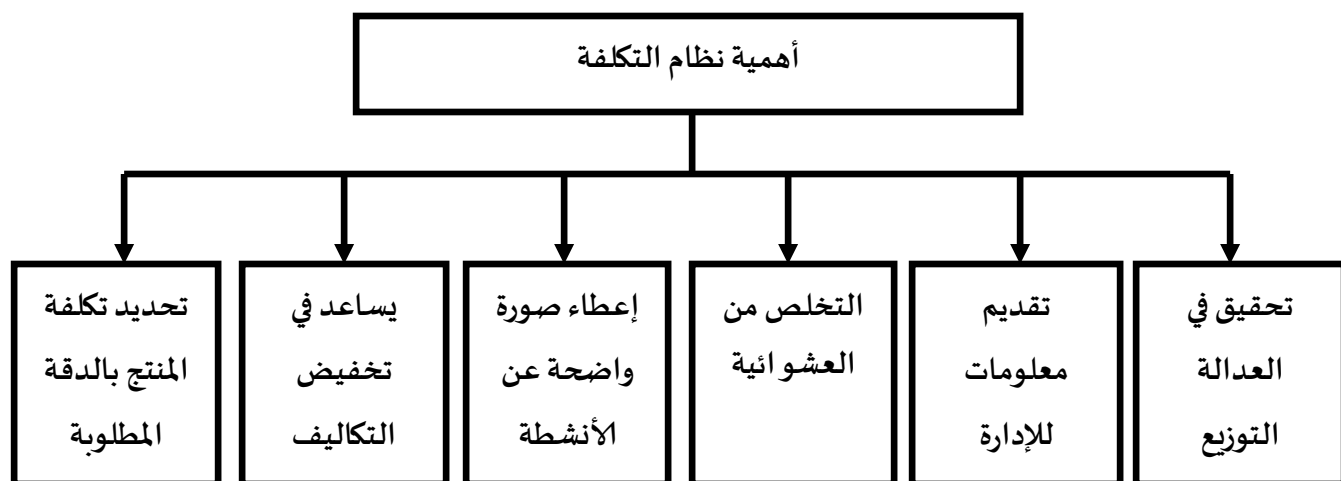 أهمية نظام التكلفة
تحقيق في
العدالة
التوزيع
تقديم
معلومات
للإدارة
التخلص من
العشوائية
إعطاء صورة
واضحة عن
الأنشطة
يساعد في
تخفيض
التكاليف
تحديد تكلفة
المنتج بالدقة
المطلوبة